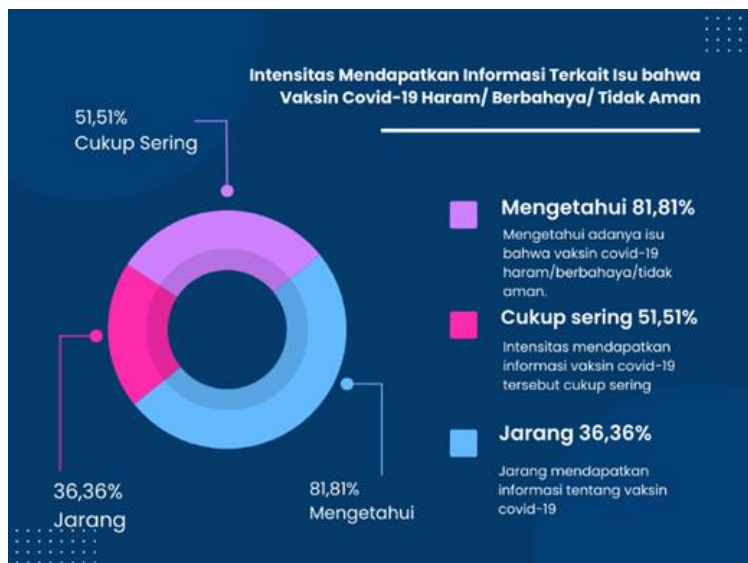 Intensitas Mendapatkan Informasi Terkait Isu bahwa
Vaksin Covid-19 Haram/ Berbahaya/ Tidak Aman
51,51%
Cukup Sering
36,36%
Jarang
81,81%
Mengetahui
Mengetahui 81,81%
Mengetahui adanya isu
bahwa vaksin covid-19
haram/berbahaya/tidak
aman.
Cukup sering 51,51%
Intensitas mendapatkan
informasi vaksin covid-19
tersebut cukup sering
Jarang 36,36%
Jarang mendapatkan
informasi tentang vaksin
covid-19